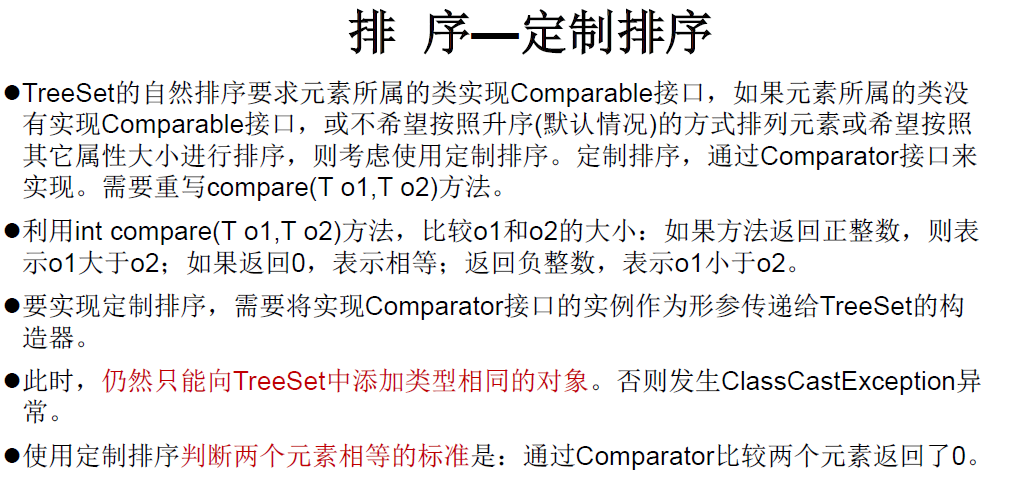 排 序—定制排序
●TreeSet的自然排序要求元素所属的类实现Comparable接口，如果元素所属的类没
有实现Comparable接口，或不希望按照升序(默认情况)的方式排列元素或希望按照
其它属性大小进行排序，则考虑使用定制排序。定制排序，通过Comparator接口来
实现。需要重写compare(T o1,T o2)方法。
●利用int compare(T o1,T o2)方法，比较o1和o2的大小：如果方法返回正整数，则表
示o1大于o2；如果返回0，表示相等；返回负整数，表示o1小于o2。
●要实现定制排序，需要将实现Comparator接口的实例作为形参传递给TreeSet的构
造器。
●此时，仍然只能向TreeSet中添加类型相同的对象。否则发生ClassCastException异
常。
●使用定制排序判断两个元素相等的标准是：通过Comparator比较两个元素返回了0。